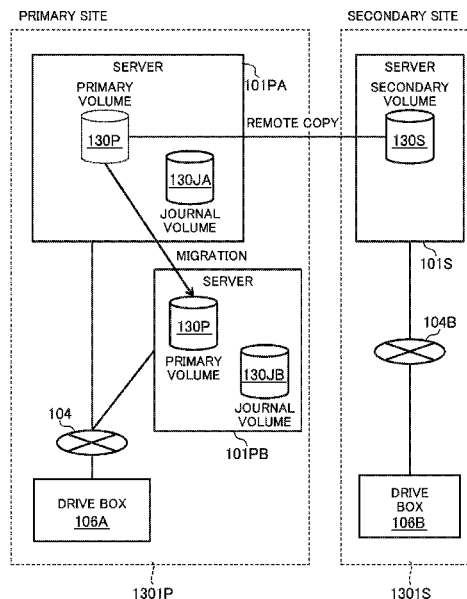 PRIMARY SITE
SECONDARY SITE
SERVER
101PA
PRIMARY
VOLUME
130P
REMOTE COPY
SERVER
SECONDARY
VOLUME
130S
130JA
JOURNAL
VOLUME
MIGRATION
101S
SERVER
130P
PRIMARY
VOLUME
130JB
JOURNAL
VOLUME
104B
104
101PB
DRIVE BOX
106A
DRIVE
BOX
106B
1301P
1301S